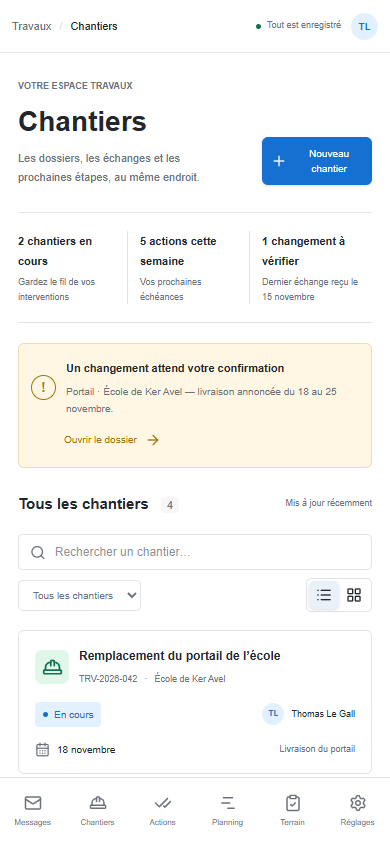 Travaux / Chantiers
Tout est enregistré
TL
VOTRE ESPACE TRAVAUX
Chantiers
Les dossiers, les échanges et les
prochaines étapes, au même endroit.
Nouveau
chantier
2 chantiers en
cours
Gardez le fil de vos
interventions
5 actions cette
semaine
Vos prochaines
échéances
1 changement à
vérifier
Dernier échange reçu le
15 novembre
!
Un changement attend votre confirmation
Portail · École de Ker Avel — livraison annoncée du 18 au 25
novembre.
Ouvrir le dossier
Tous les chantiers 4
Mis à jour récemment
Rechercher un chantier…
Tous les chantiers
Remplacement du portail de l’école
TRV-2026-042 · École de Ker Avel
En cours
TL Thomas Le Gall
18 novembre
Livraison du portail
Messages
Chantiers
Actions
Planning
Terrain
Réglages